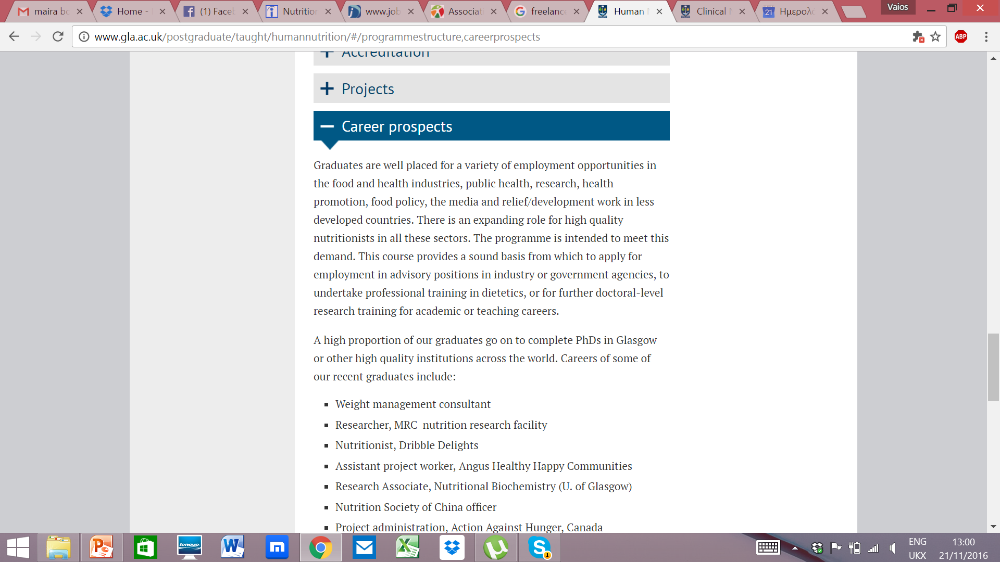 maira bo
Home -
(1) Faceb
Nutrition
www.job
Associat
freelance
Human N
Clinical N
21
Ημερολό
Vaios
www.gla.ac.uk/postgraduate/taught/humannutrition/#/programmestructure,careerprospects
ABP
Accreditation
Projects
Career prospects
Graduates are well placed for a variety of employment opportunities in
the food and health industries, public health, research, health
promotion, food policy, the media and relief/development work in less
developed countries. There is an expanding role for high quality
nutritionists in all these sectors. The programme is intended to meet this
demand. This course provides a sound basis from which to apply for
employment in advisory positions in industry or government agencies, to
undertake professional training in dietetics, or for further doctoral-level
research training for academic or teaching careers.
A high proportion of our graduates go on to complete PhDs in Glasgow
or other high quality institutions across the world. Careers of some of
our recent graduates include:
Weight management consultant
Researcher, MRC nutrition research facility
Nutritionist, Dribble Delights
Assistant project worker, Angus Healthy Happy Communities
Research Associate, Nutritional Biochemistry (U. of Glasgow)
Nutrition Society of China officer
Project administration, Action Against Hunger, Canada
lenovo
ENG
UKX
13:00
21/11/2016